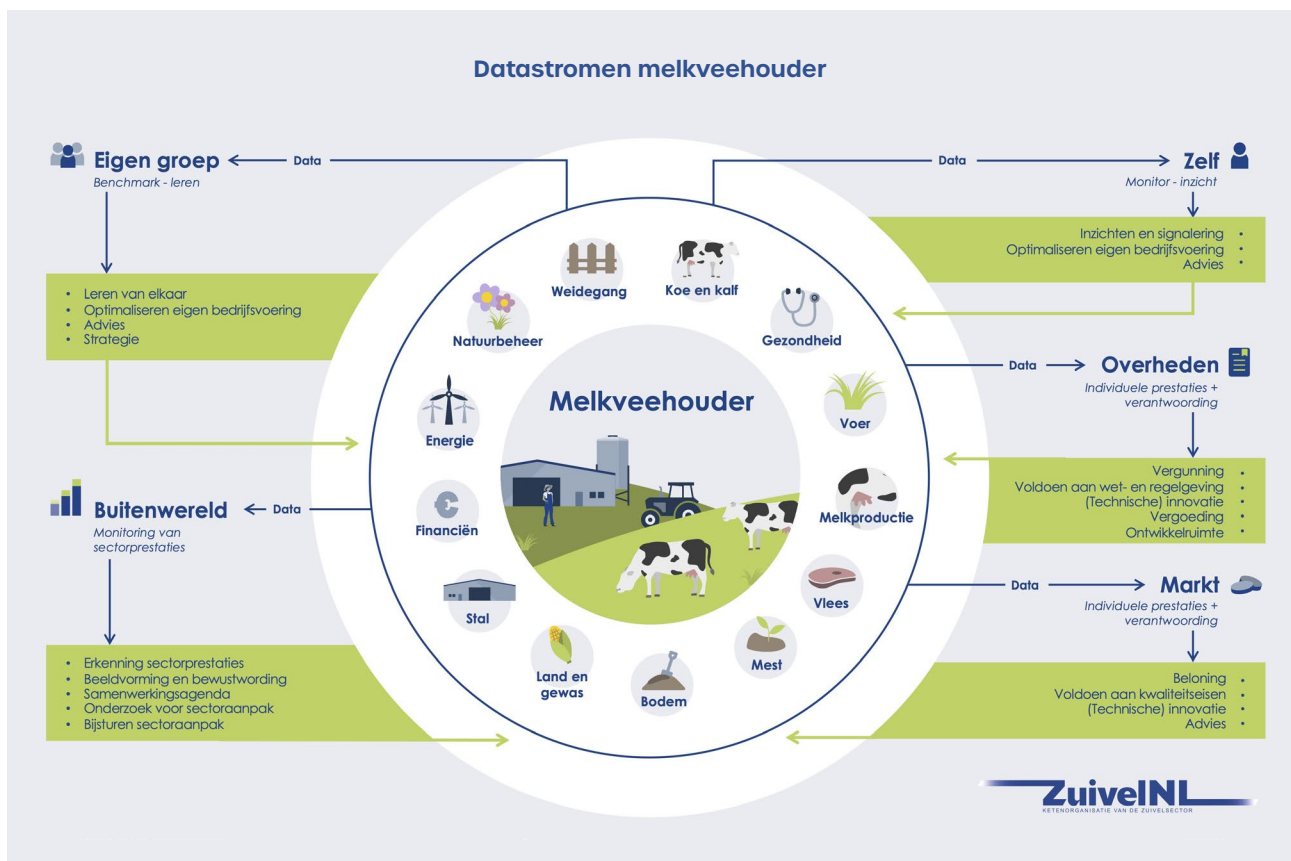 Datastromen melkveehouder
Eigen groep
Data
Benchmark - leren
• Leren van elkaar
• Optimaliseren eigen bedrijfsvoering
• Advies
• Strategie
Buitenwereld
Data
Monitoring van
sectorprestaties
• Erkenning sectorprestaties
• Beeldvorming en bewustwording
• Samenwerkingsagenda
• Onderzoek voor sectoraanpak
• Bijsturen sectoraanpak
Melkveehouder
Weidegang
Koe en kalf
Gezondheid
Voer
Melkproductie
Vlees
Mest
Bodem
Land en
gewas
Stal
Financiën
Energie
Natuurbeheer
Data
Zelf
Monitor - inzicht
Inzichten en signalering •
Optimaliseren eigen bedrijfsvoering •
Advies •
Data
Overheden
Individuele prestaties +
verantwoording
Vergunning •
Voldoen aan wet- en regelgeving •
(Technische) innovatie •
Vergoeding •
Ontwikkelruimte •
Data
Markt
Individuele prestaties +
verantwoording
Beloning •
Voldoen aan kwaliteitseisen •
(Technische) innovatie •
Advies •
ZuivelNL
KETENORGANISATIE VAN DE ZUIVELSECTOR